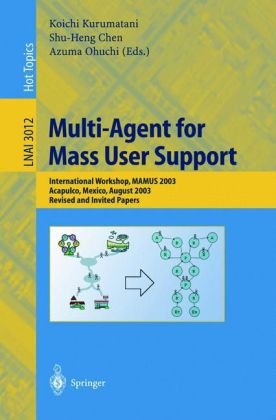 Koichi Kurumatani
Shu-Heng Chen
Azuma Ohuchi (Eds.)
Hot Topics
LNAI 3012
Multi-Agent for
Mass User Support
International Workshop, MAMUS 2003
Acapulco, Mexico, August 2003
Revised and Invited Papers
Springer